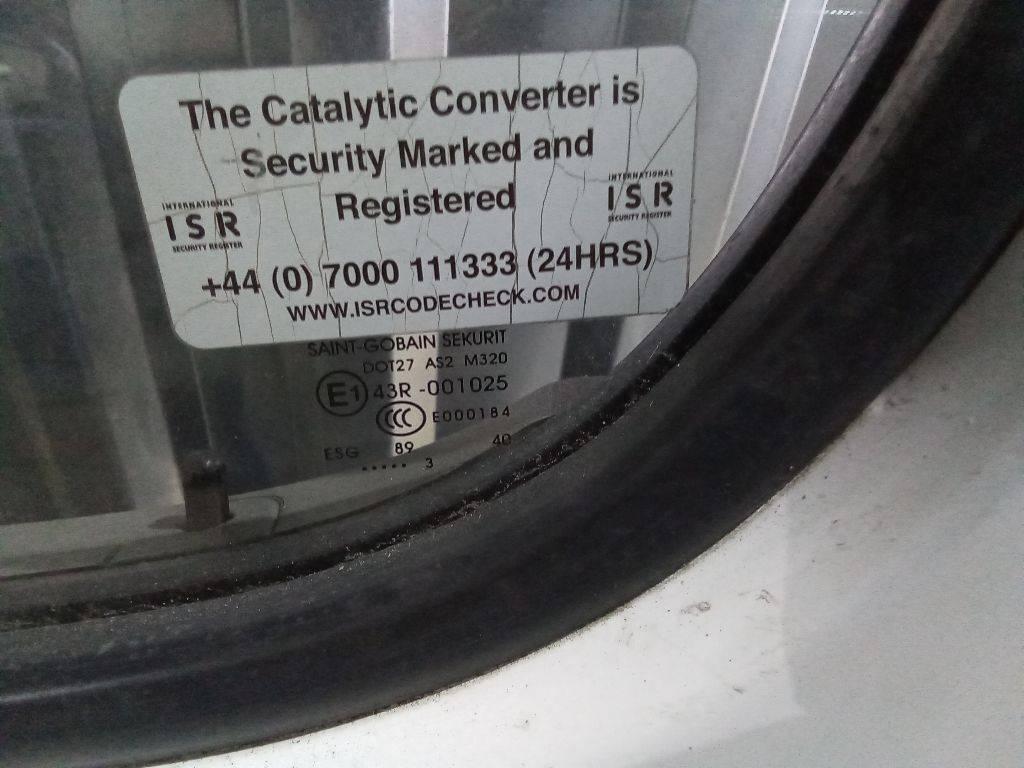 The Catalytic Converter is
Security Marked and
Registered
INTERNATIONAL
ISR
SECURITY REGISTER
INTERNATIONAL
ISR
SECURITY REGISTER
+44 (0) 7000 111333 (24HRS)
WWW.ISRCODECHECK.COM
SAINT-GOBAIN SEKURIT
DOT27 AS2 M320
E1 43R -001025
CCC E000184
ESG 89 40
..... 3